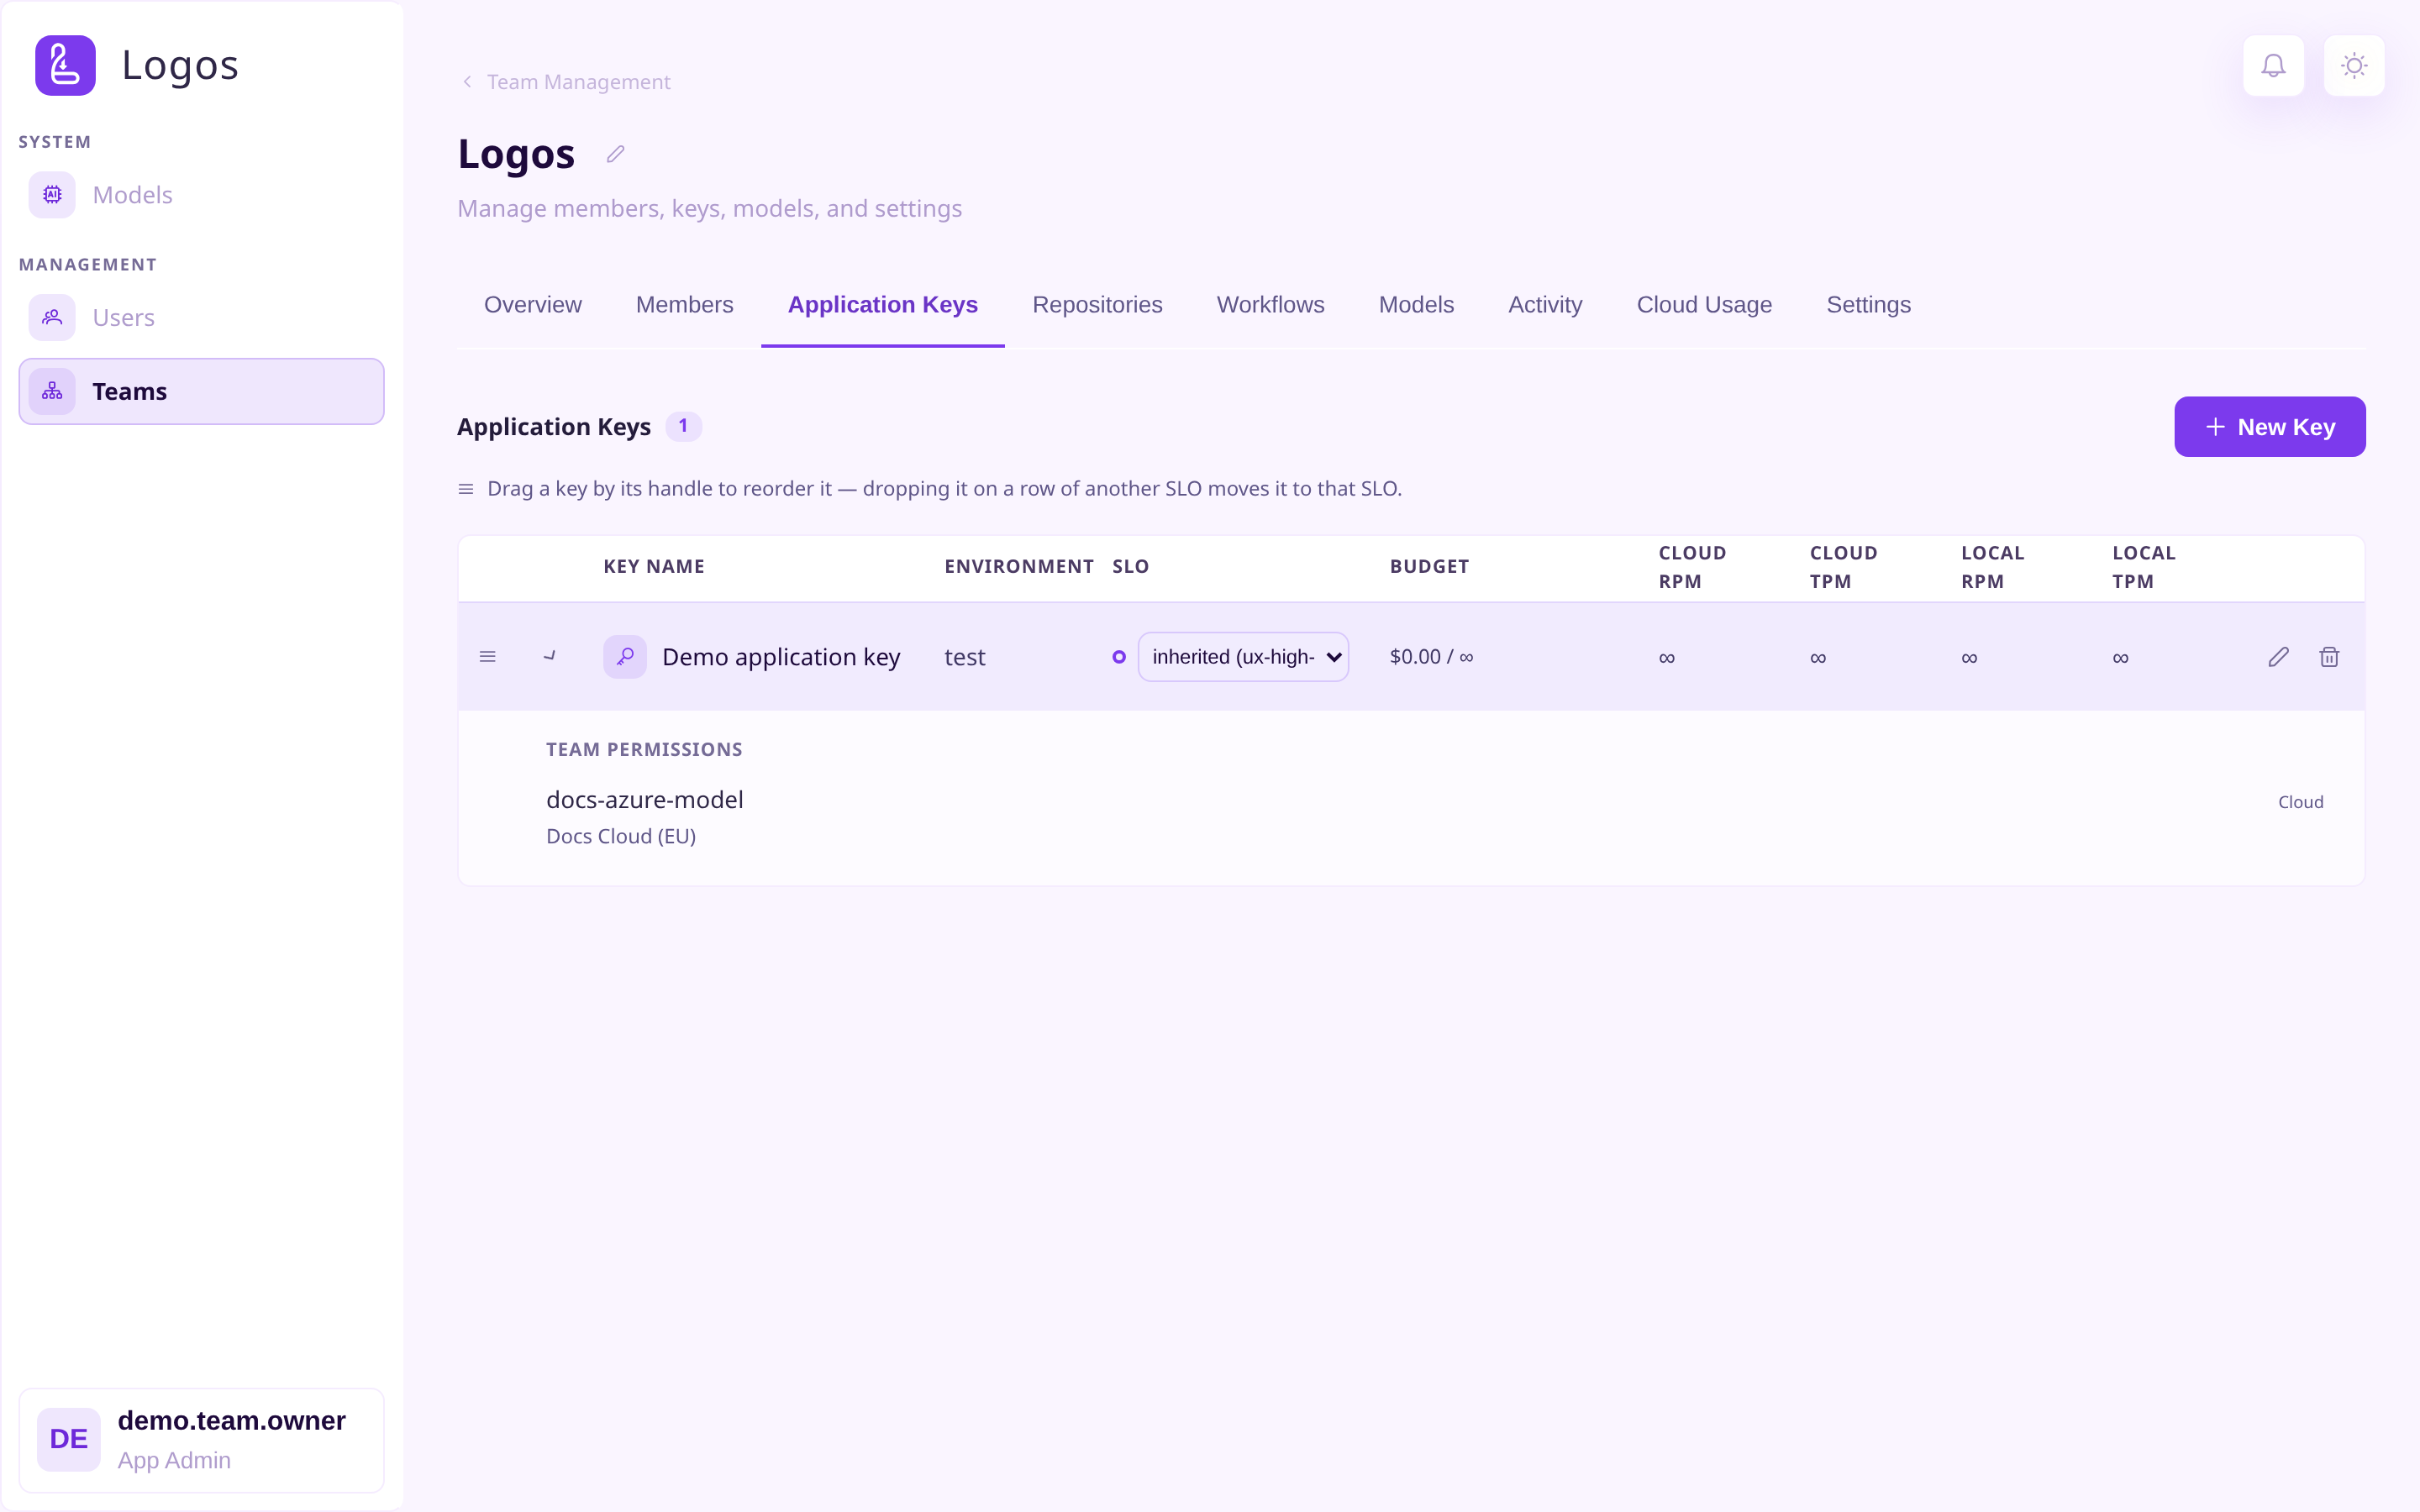 Logos
SYSTEM
Models
MANAGEMENT
Users
Teams
Team Management
Logos
Manage members, keys, models, and settings
Overview Members Application Keys Repositories Workflows Models Activity Cloud Usage Settings
Application Keys 1
New Key
Drag a key by its handle to reorder it — dropping it on a row of another SLO moves it to that SLO.
KEY NAME ENVIRONMENT SLO BUDGET CLOUD RPM CLOUD TPM LOCAL RPM LOCAL TPM
Demo application key test inherited (ux-high- $0.00 / ∞ ∞ ∞ ∞ ∞
TEAM PERMISSIONS
docs-azure-model Cloud
Docs Cloud (EU)
DE demo.team.owner
App Admin